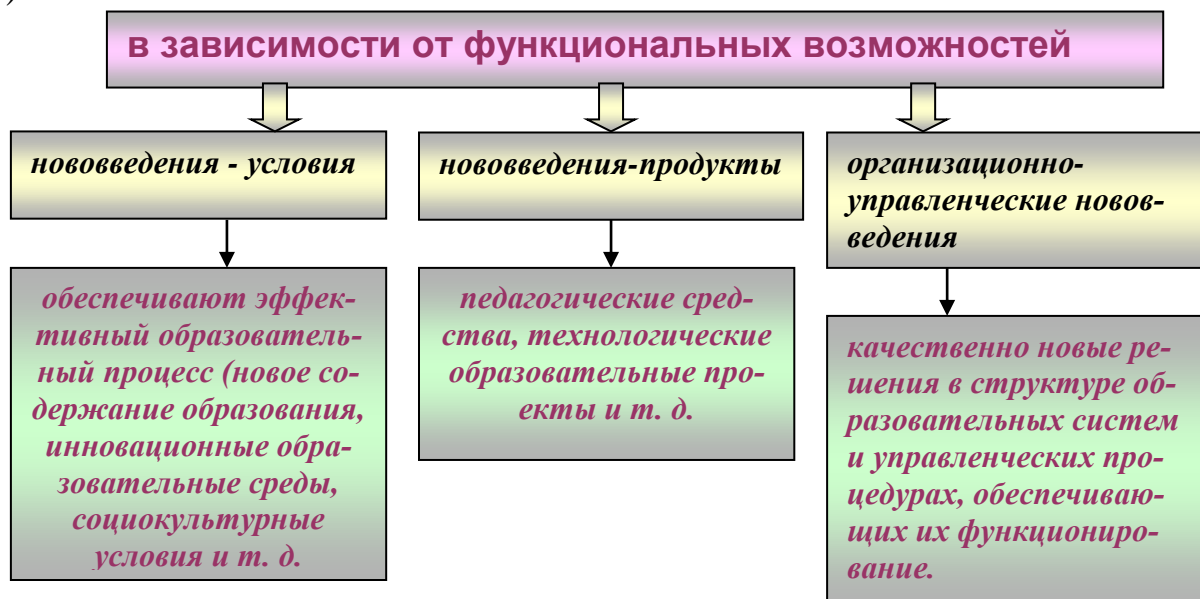 )
в зависимости от функциональных возможностей
нововведения - условия
нововведения-продукты
организационно-
управленческие новов-
ведения
обеспечивают эффек-
тивный образователь-
ный процесс (новое со-
держание образования,
инновационные обра-
зовательные среды,
социокультурные
условия и т. д.
педагогические сред-
ства, технологические
образовательные про-
екты и т. д.
качественно новые ре-
шения в структуре об-
разовательных систем
и управленческих про-
цедурах, обеспечиваю-
щих их функциониро-
вание.